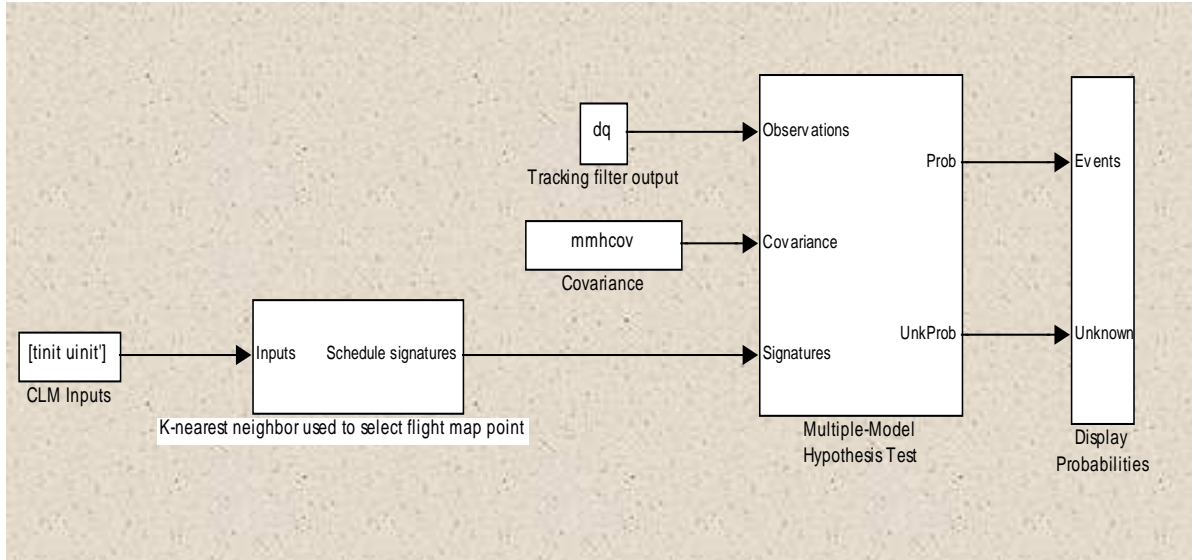 dq
Tracking filter output
mmhcov
Covariance
[tinit uinit']
CLM Inputs
Inputs
Schedule signatures
K-nearest neighbor used to select flight map point
Observations
Covariance
Signatures
Prob
UnkProb
Multiple-Model
Hypothesis Test
Events
Unknown
Display
Probabilities